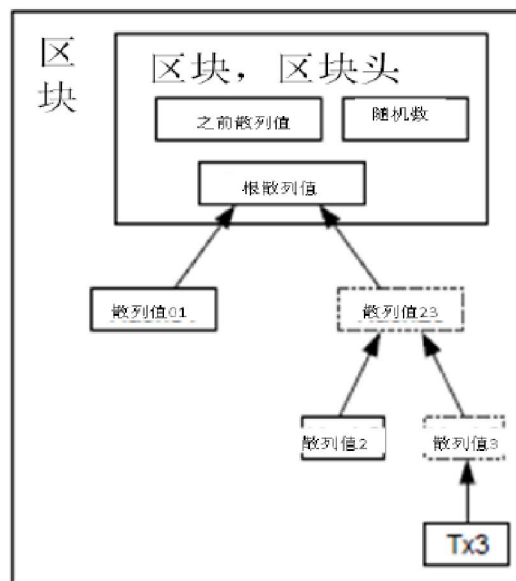 区块
区块，区块头
之前散列值
随机数
根散列值
散列值01
散列值23
散列值2
散列值3
Tx3